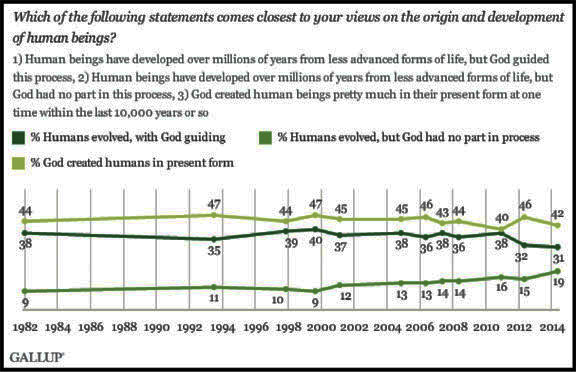 Which of the following statements comes closest to your views on the origin and development
of human beings?
1) Human beings have developed over millions of years from less advanced forms of life, but God guided
this process, 2) Human beings have developed over millions of years from less advanced forms of life, but
God had no part in this process, 3) God created human beings pretty much in their present form at one
time within the last 10,000 years or so
% Humans evolved, with God guiding
% Humans evolved, but God had no part in process
% God created humans in present form
44 47 44 47 45 45 46 43 44 40 46 42
38 35 39 40 37 38 36 38 36 38 32 31
9 11 10 9 12 13 13 14 14 16 15 19
1982 1984 1986 1988 1990 1992 1994 1996 1998 2000 2002 2004 2006 2008 2010 2012 2014
GALLUP®